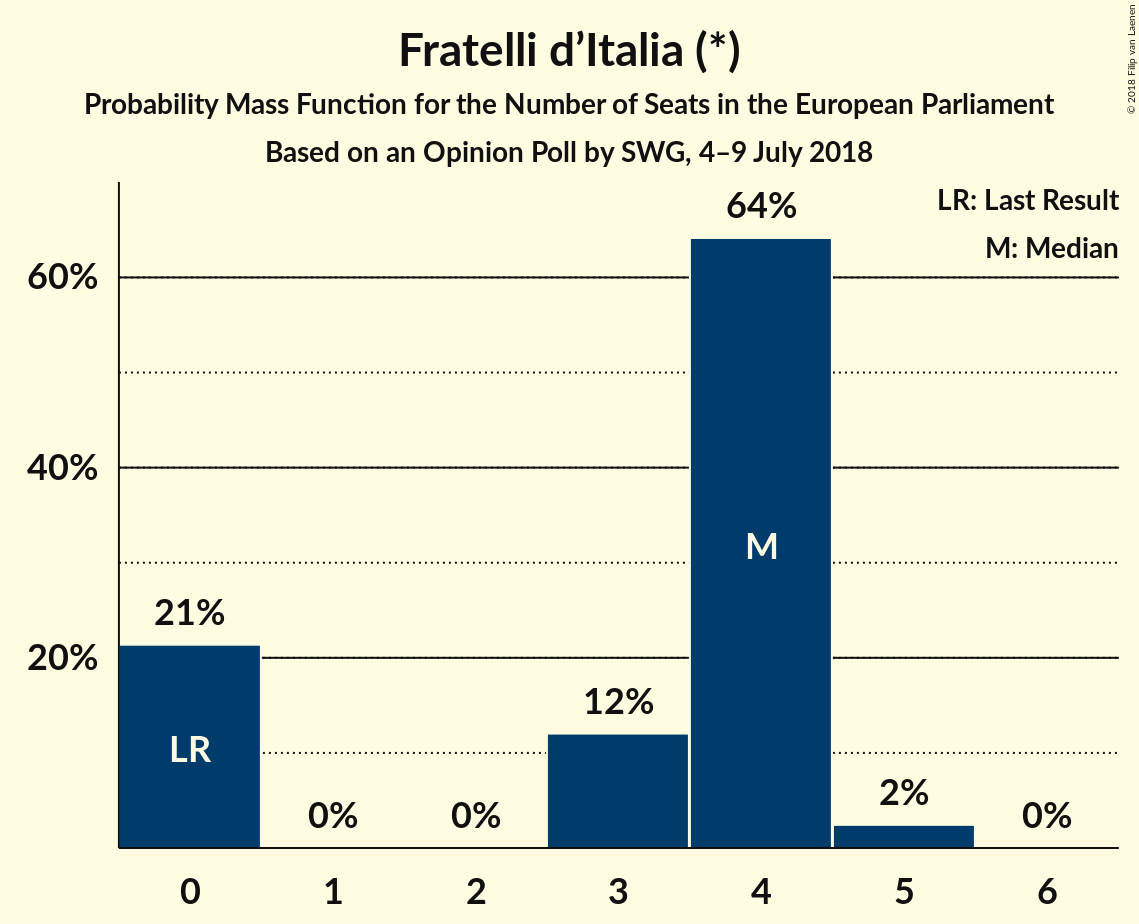 Fratelli d’Italia (*)
Probability Mass Function for the Number of Seats in the European Parliament
Based on an Opinion Poll by SWG, 4–9 July 2018
© 2018 Filip van Laenen
LR: Last Result
M: Median
64%
60%
40%
M
21%
20%
12%
LR
2%
0%
0%
0%
0
1
2
3
4
5
6